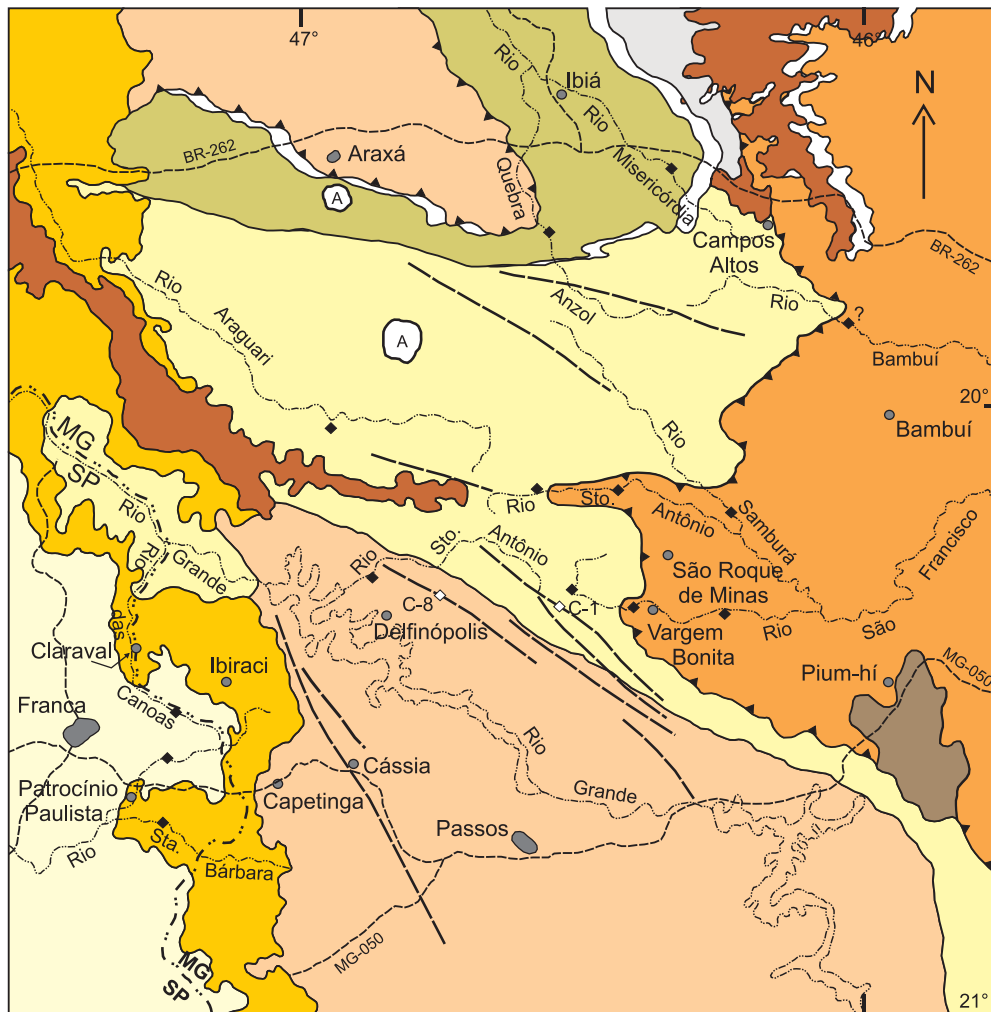 47°
46°
N
Rio
Ibiá
Rio
Misericórdia
BR-262
Araxá
Quebra
A
Campos
Altos
BR-262
Rio
Anzol
Rio
?
Araguari
A
Bambuí
20°
Bambuí
MG
SP
Rio
Rio
Sto.
Samburá
Antônio
Francisco
Rio
Sto.
Antônio
Rio
Grande
Rio
São Roque
de Minas
C-8
C-1
Delfinópolis
das
Vargem
Bonita
Rio
São
Claraval
Ibiraci
Pium-hí
MG-050
Canoas
Franca
Rio
Cássia
Patrocínio
Paulista
Capetinga
Grande
Passos
Sta.
Rio
Bárbara
MG-050
MG
SP
21°